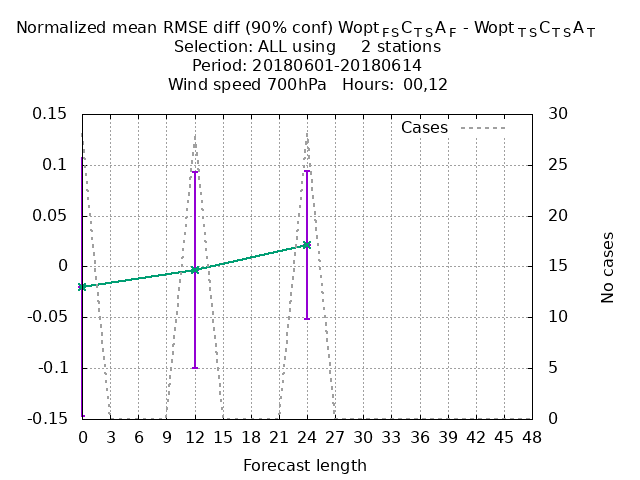 Normalized mean RMSE diff (90% conf) Wopt FS C TS A F - Wopt TS C TS A T
Selection: ALL using 2 stations
Period: 20180601-20180614
Wind speed 700hPa Hours: 00,12
Cases
0.15
0.1
0.05
0
-0.05
-0.1
-0.15
30
25
20
15
10
5
0
No cases
0 3 6 9 12 15 18 21 24 27 30 33 36 39 42 45 48
Forecast length